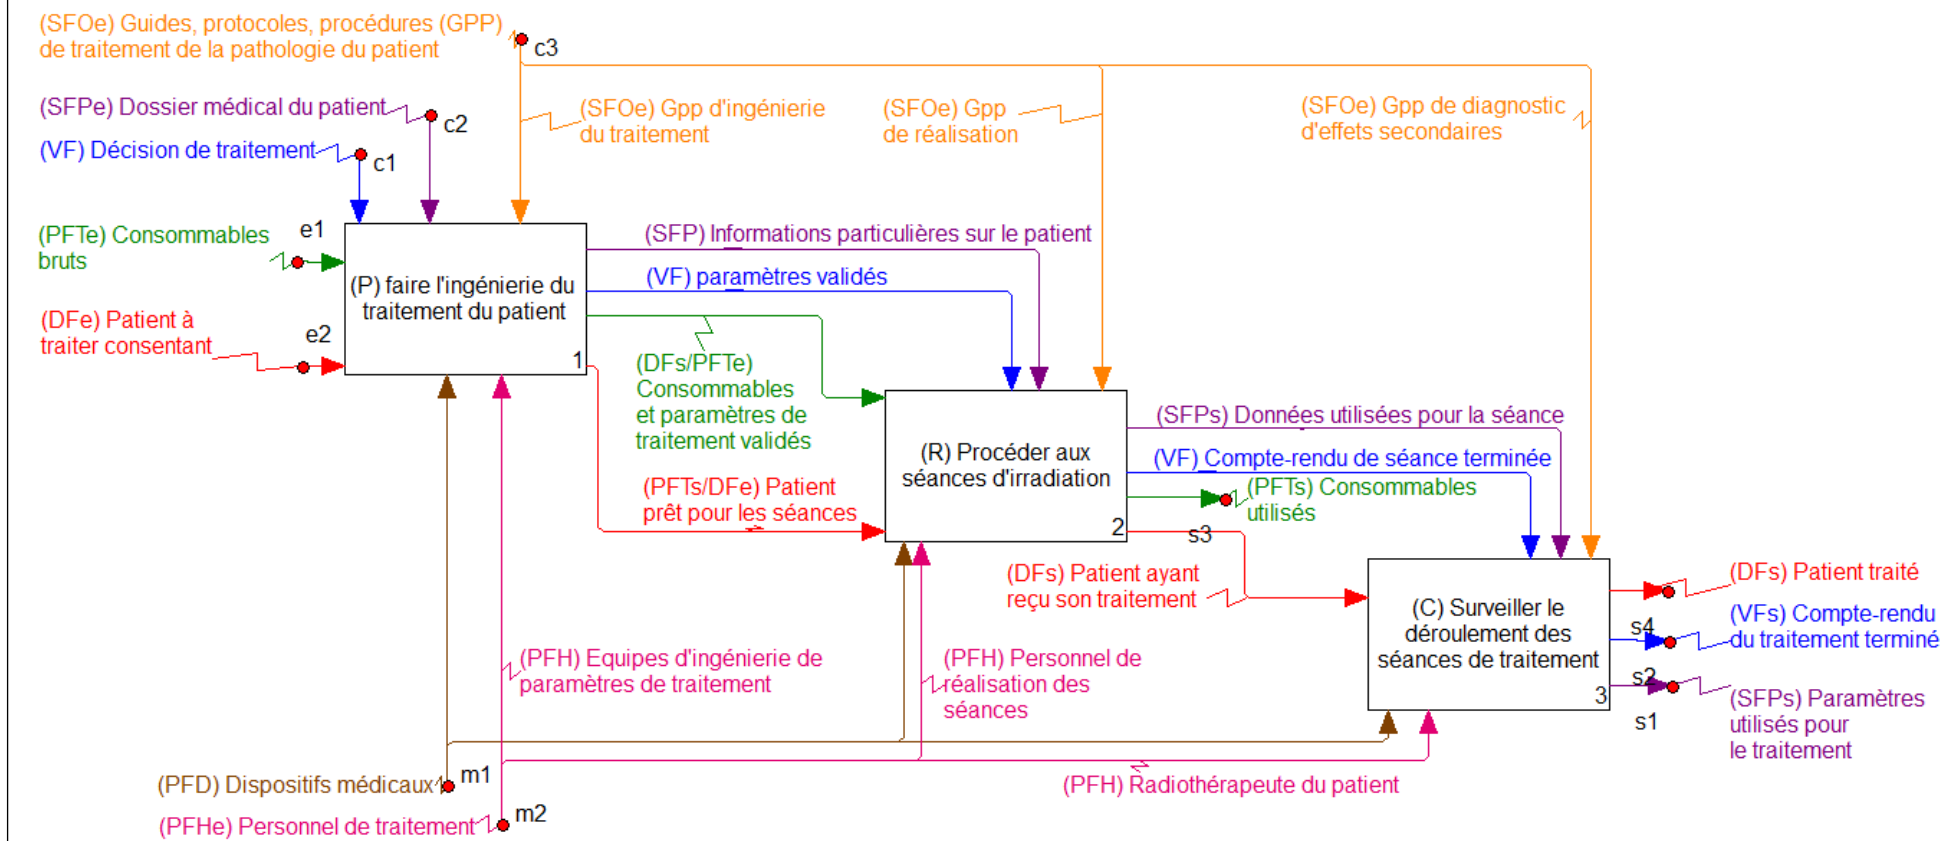 (SFOe) Guides, protocoles, procédures (GPP)
de traitement de la pathologie du patient
c3
(SFPe) Dossier médical du patient
c2
(VF) Décision de traitement
c1
(SFOe) Gpp d'ingénierie
du traitement
(SFOe) Gpp
de réalisation
(SFOe) Gpp de diagnostic
d'effets secondaires
(PFTe) Consommables
bruts
e1
(DFe) Patient à
traiter consentant
e2
(P) faire l'ingénierie du
traitement du patient
1
(SFP) Informations particulières sur le patient
(VF) paramètres validés
(DFs/PFTe)
Consommables
et paramètres de
traitement validés
(PFTs/DFe) Patient
prêt pour les séances
(R) Procéder aux
séances d'irradiation
2
(SFPs) Données utilisées pour la séance
(VF) Compte-rendu de séance terminée
(PFTs) Consommables
utilisés
s3
(DFs) Patient ayant
reçu son traitement
(C) Surveiller le
déroulement des
séances de traitement
3
(DFs) Patient traité
s4
(VFs) Compte-rendu
du traitement terminé
s2
(SFPs) Paramètres
utilisés pour
le traitement
s1
(PFH) Equipes d'ingénierie de
paramètres de traitement
(PFH) Personnel de
réalisation des
séances
(PFD) Dispositifs médicaux
m1
(PFH) Radiothérapeute du patient
(PFHe) Personnel de traitement
m2